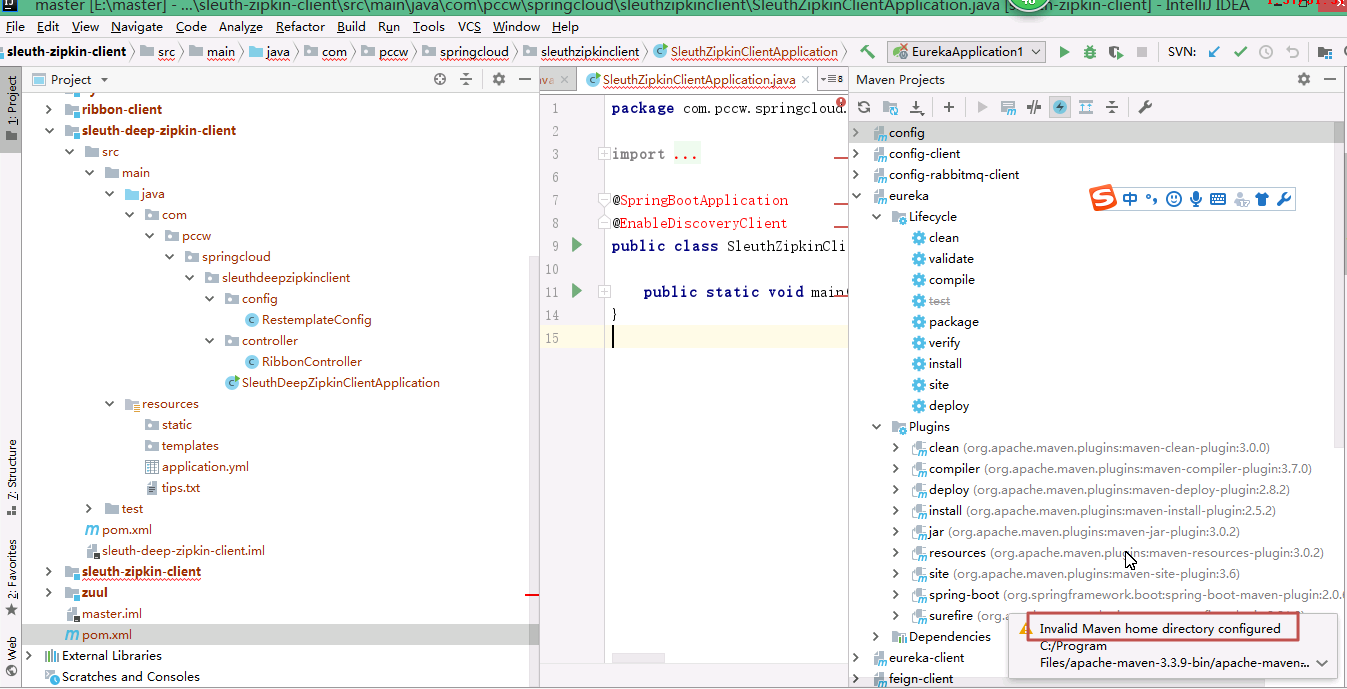 master [E:\master] - ...\sleuth-zipkin-client\src\main\java\com\pccw\springcloud\sleuthzipkinclient\SleuthZipkinClientApplication.java [sleuth-zipkin-client] - IntelliJ IDEA
File Edit View Navigate Code Analyze Refactor Build Run Tools VCS Window Help
sleuth-zipkin-client src main java com pccw springcloud sleuthzipkinclient SleuthZipkinClientApplication EurekaApplication1 SVN:
1: Project
Project
ribbon-client
sleuth-deep-zipkin-client
src
main
java
com
pccw
springcloud
sleuthdeepzipkinclient
config
RestemplateConfig
controller
RibbonController
SleuthDeepZipkinClientApplication
resources
static
templates
application.yml
tips.txt
test
pom.xml
sleuth-deep-zipkin-client.iml
sleuth-zipkin-client
zuul
master.iml
pom.xml
External Libraries
Scratches and Consoles
Z: Structure
2: Favorites
Web
SleuthZipkinClientApplication.java
8
1 package com.pccw.springcloud.
2
3 import ...
6
7 @SpringBootApplication
8 @EnableDiscoveryClient
9 public class SleuthZipkinCli
10
11 public static void main(
14 }
15
Maven Projects
config
config-client
config-rabbitmq-client
eureka
中
Lifecycle
clean
validate
compile
test
package
verify
install
site
deploy
Plugins
clean (org.apache.maven.plugins:maven-clean-plugin:3.0.0)
compiler (org.apache.maven.plugins:maven-compiler-plugin:3.7.0)
deploy (org.apache.maven.plugins:maven-deploy-plugin:2.8.2)
install (org.apache.maven.plugins:maven-install-plugin:2.5.2)
jar (org.apache.maven.plugins:maven-jar-plugin:3.0.2)
resources (org.apache.maven.plugins:maven-resources-plugin:3.0.2)
site (org.apache.maven.plugins:maven-site-plugin:3.6)
spring-boot (org.springframework.boot:spring-boot-maven-plugin:2.0.
surefire (org.a
Dependencies
eureka-client
feign-client
Invalid Maven home directory configured
C:/Program
Files/apache-maven-3.3.9-bin/apache-maven...